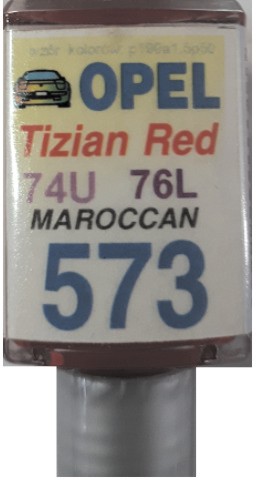 OPEL
Tizian Red
74U 76L
MAROCCAN
573